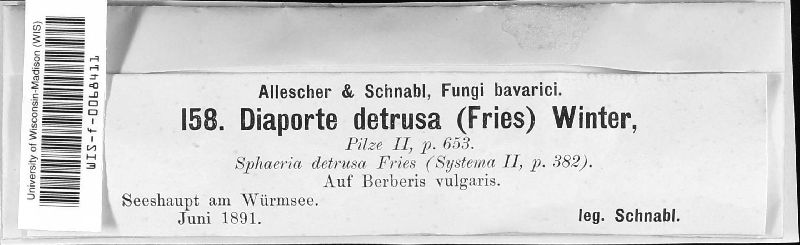 University of Wisconsin-Madison (WIS)
WIS-f-0068411
Allescher & Schnabl, Fungi bavarici.
158. Diaporte detrusa (Fries) Winter,
Pilze II, p. 653.
Sphaeria detrusa Fries (Systema II, p. 382).
Auf Berberis vulgaris.
Seeshaupt am Würmsee.
Juni 1891.
leg. Schnabl.